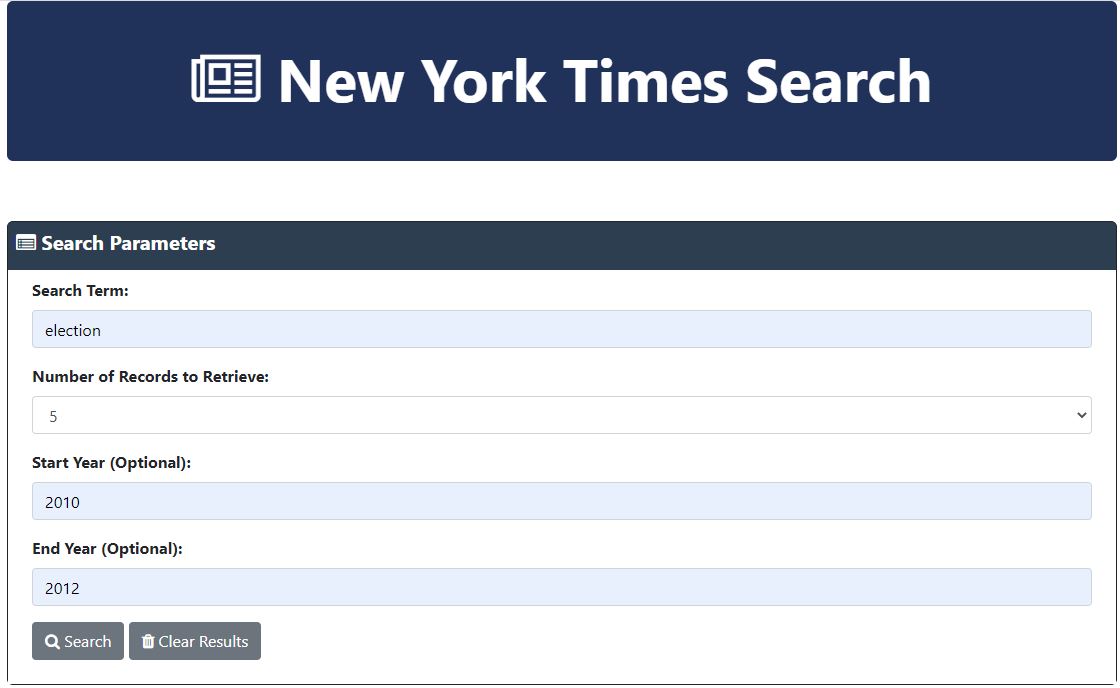 New York Times Search
Search Parameters
Search Term:
election
Number of Records to Retrieve:
5
Start Year (Optional):
2010
End Year (Optional):
2012
Search Clear Results